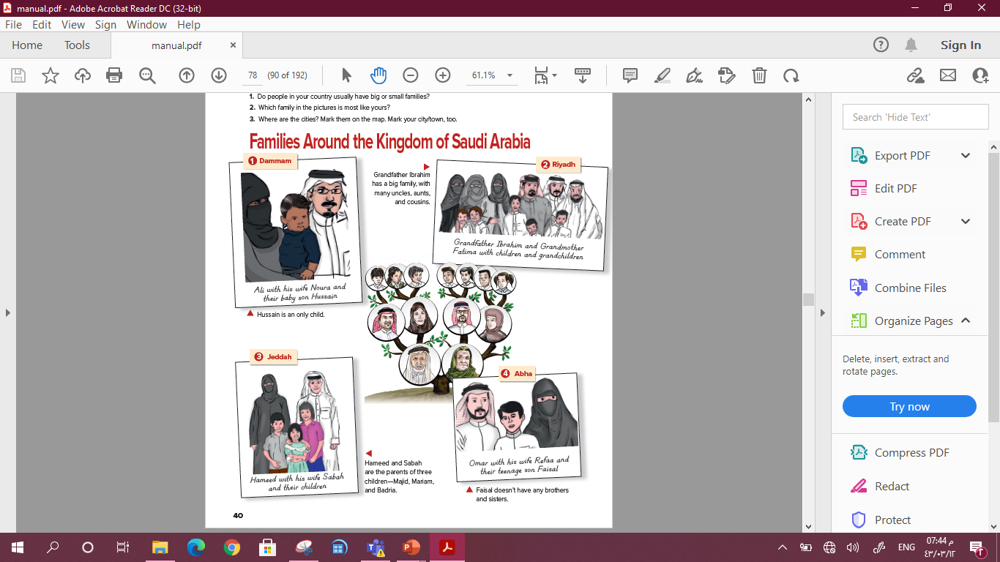 manual.pdf - Adobe Acrobat Reader DC (32-bit)
File Edit View Sign Window Help
Home Tools manual.pdf × Sign In
78 (90 of 192) 61.1%
1. Do people in your country usually have big or small families?
2. Which family in the pictures is most like yours?
3. Where are the cities? Mark them on the map. Mark your city/town, too.
Families Around the Kingdom of Saudi Arabia
1 Dammam
Ali with his wife Noura and
their baby son Hussain
Hussain is an only child.
Grandfather Ibrahim
has a big family, with
many uncles, aunts,
and cousins.
2 Riyadh
Grandfather Ibrahim and Grandmother
Fatima with children and grandchildren
3 Jeddah
Hameed with his wife Sabah
and their children
Hameed and Sabah
are the parents of three
children—Majid, Mariam,
and Badria.
4 Abha
Omar with his wife Refaa and
their teenage son Faisal
Faisal doesn't have any brothers
and sisters.
40
Search 'Hide Text'
Export PDF
Edit PDF
Create PDF
Comment
Combine Files
Organize Pages
Delete, insert, extract and
rotate pages.
Try now
Compress PDF
Redact
Protect
ENG
07:44 م
٤٣/٠٣/١٢